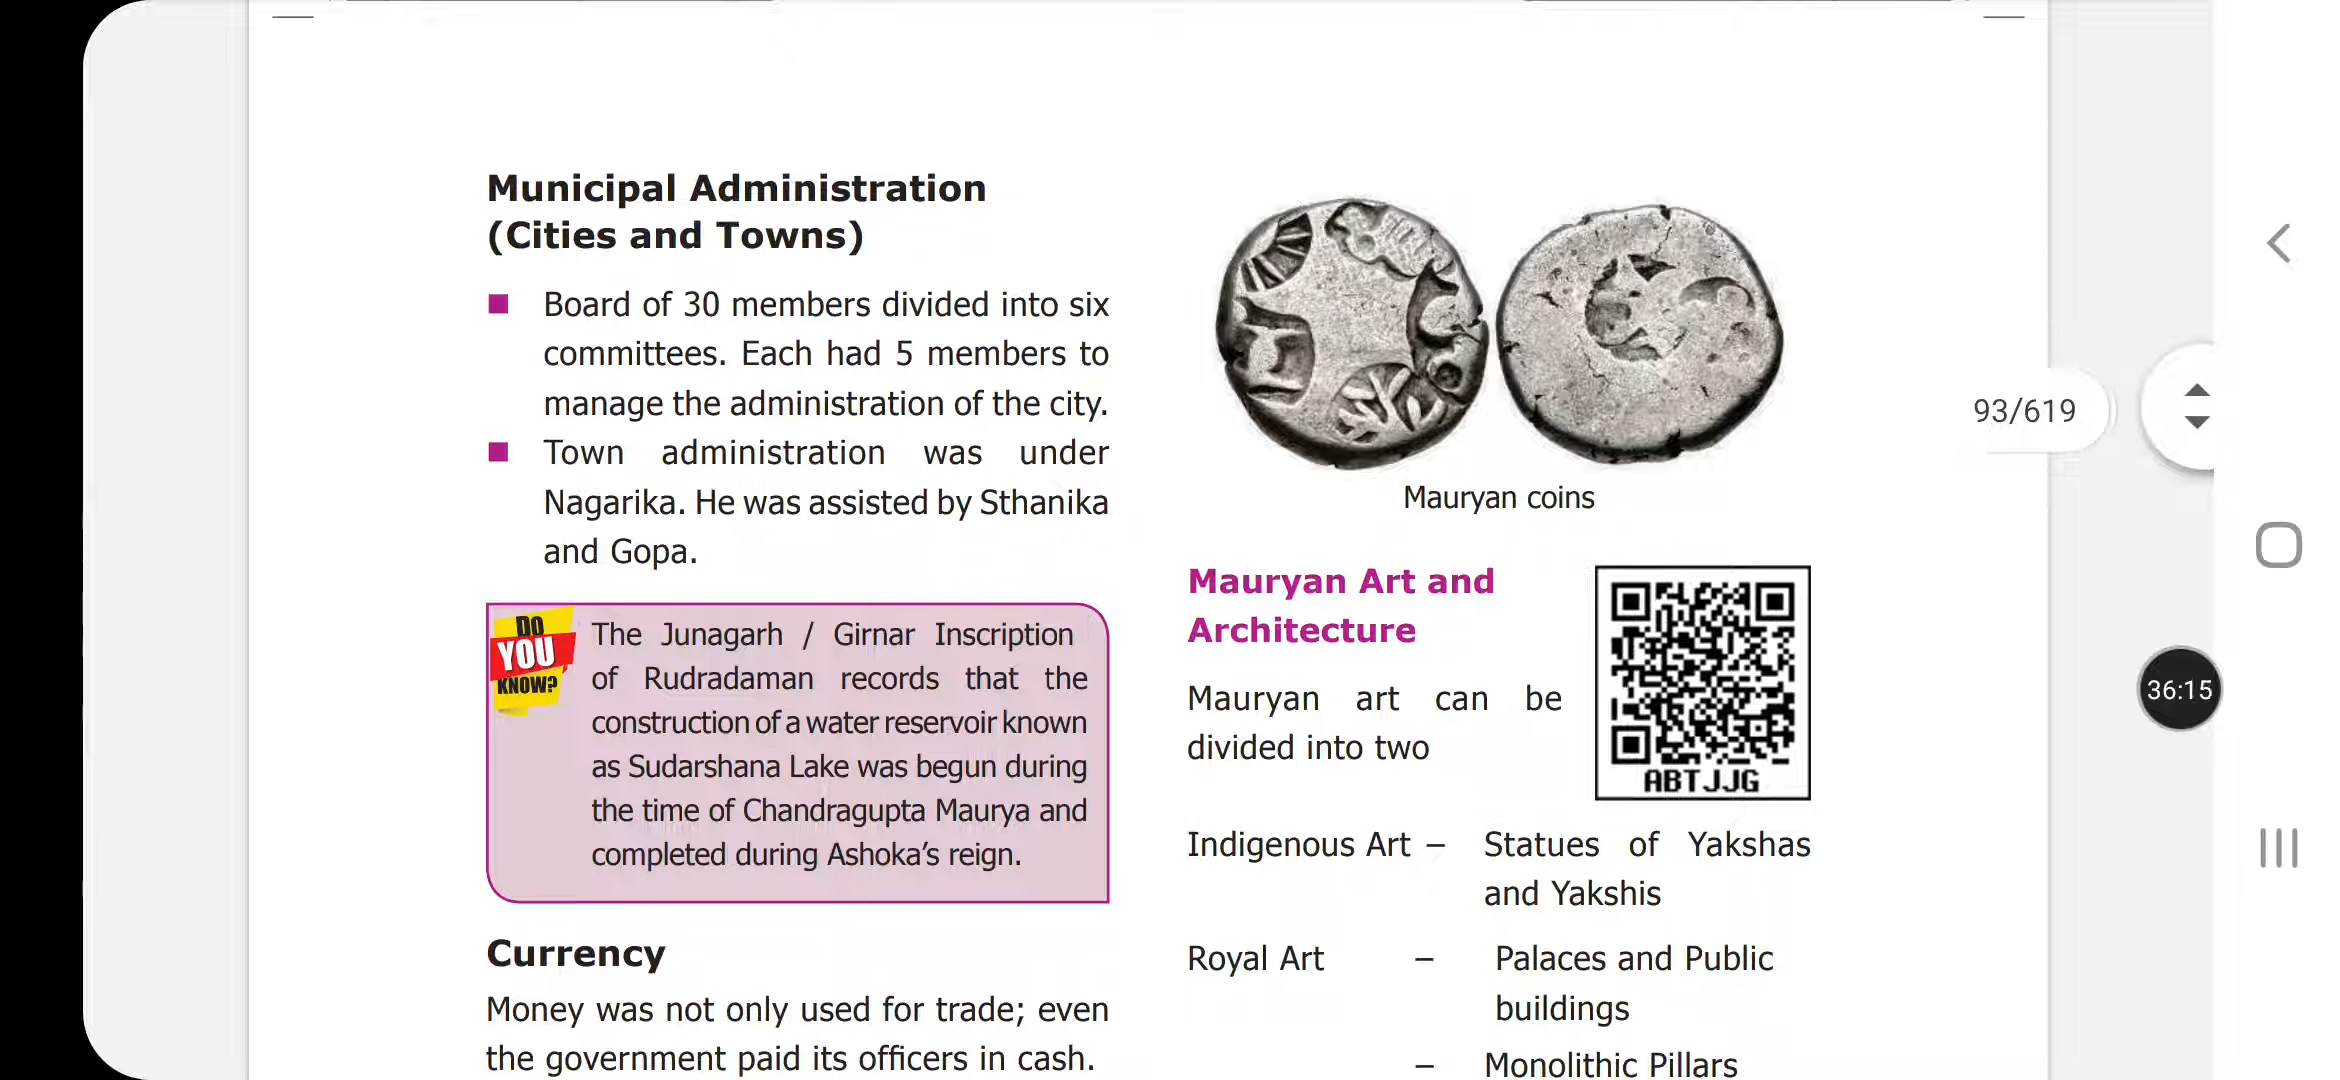 Municipal Administration
(Cities and Towns)
Board of 30 members divided into six
committees. Each had 5 members to
manage the administration of the city.
Town administration was under
Nagarika. He was assisted by Sthanika
and Gopa.
DO
YOU
KNOW?
The Junagarh / Girnar Inscription
of Rudradaman records that the
construction of a water reservoir known
as Sudarshana Lake was begun during
the time of Chandragupta Maurya and
completed during Ashoka's reign.
Currency
Money was not only used for trade; even
the government paid its officers in cash.
Mauryan coins
Mauryan Art and
Architecture
Mauryan art can be
divided into two
ABTJJG
Indigenous Art – Statues of Yakshas
and Yakshis
Royal Art – Palaces and Public
buildings
– Monolithic Pillars
93/619
36:15